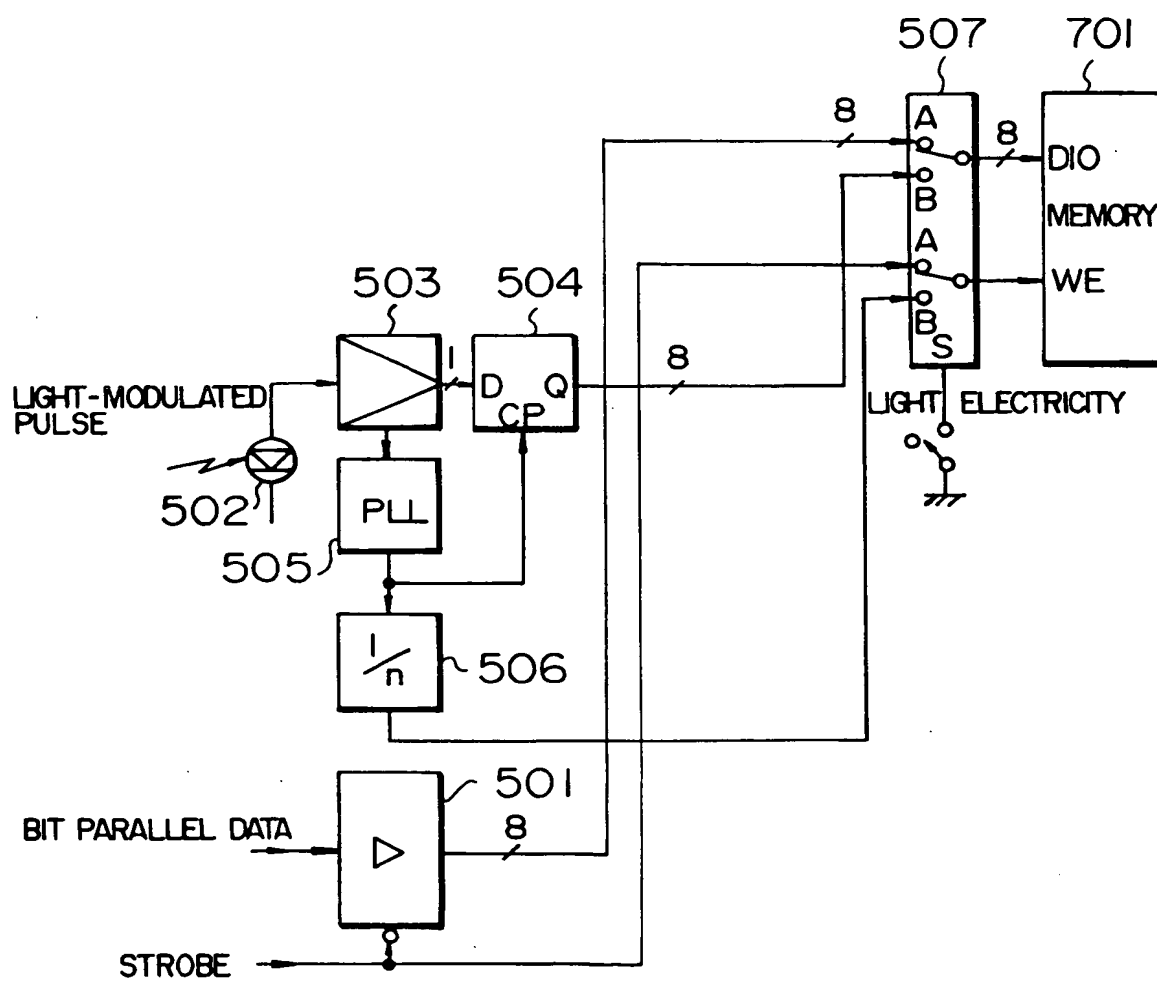 507
701
8
A
8
DIO
B
MEMORY
A
WE
B
S
503
504
1
D
Q
CP
8
LIGHT-MODULATED
PULSE
LIGHT
ELECTRICITY
502
PLL
505
1/n
506
501
BIT PARALLEL DATA
8
STROBE